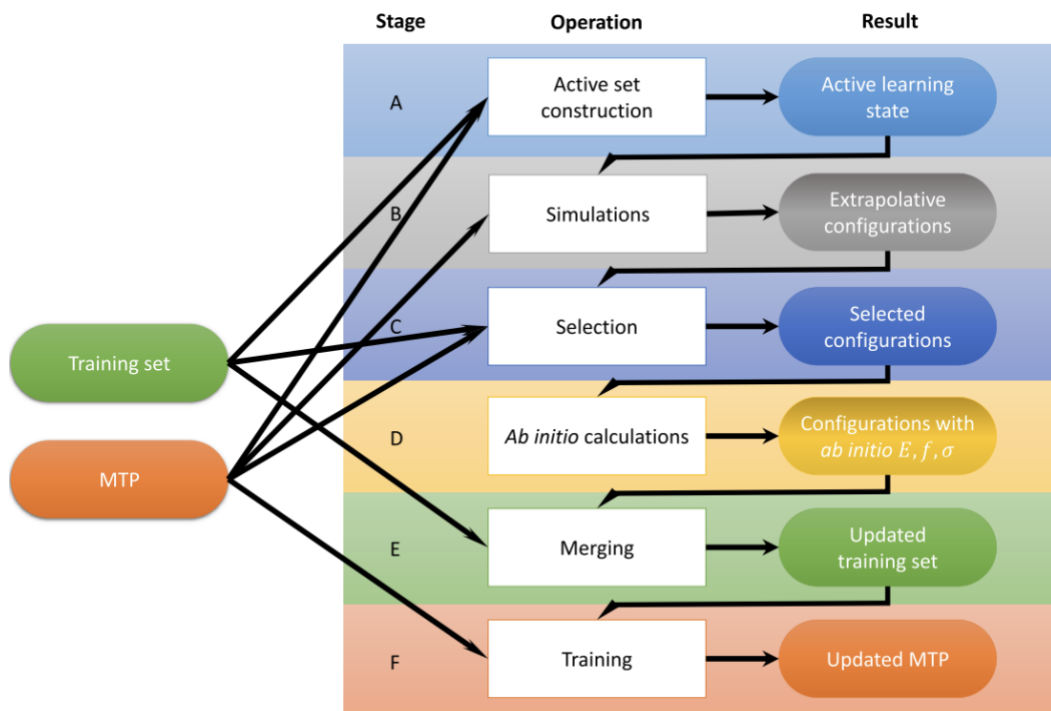 Stage Operation Result
A
Active set
construction
Active learning
state
B
Simulations
Extrapolative
configurations
Training set
C
Selection
Selected
configurations
MTP
D
Ab initio calculations
Configurations with
ab initio E, f, σ
E
Merging
Updated
training set
F
Training
Updated MTP